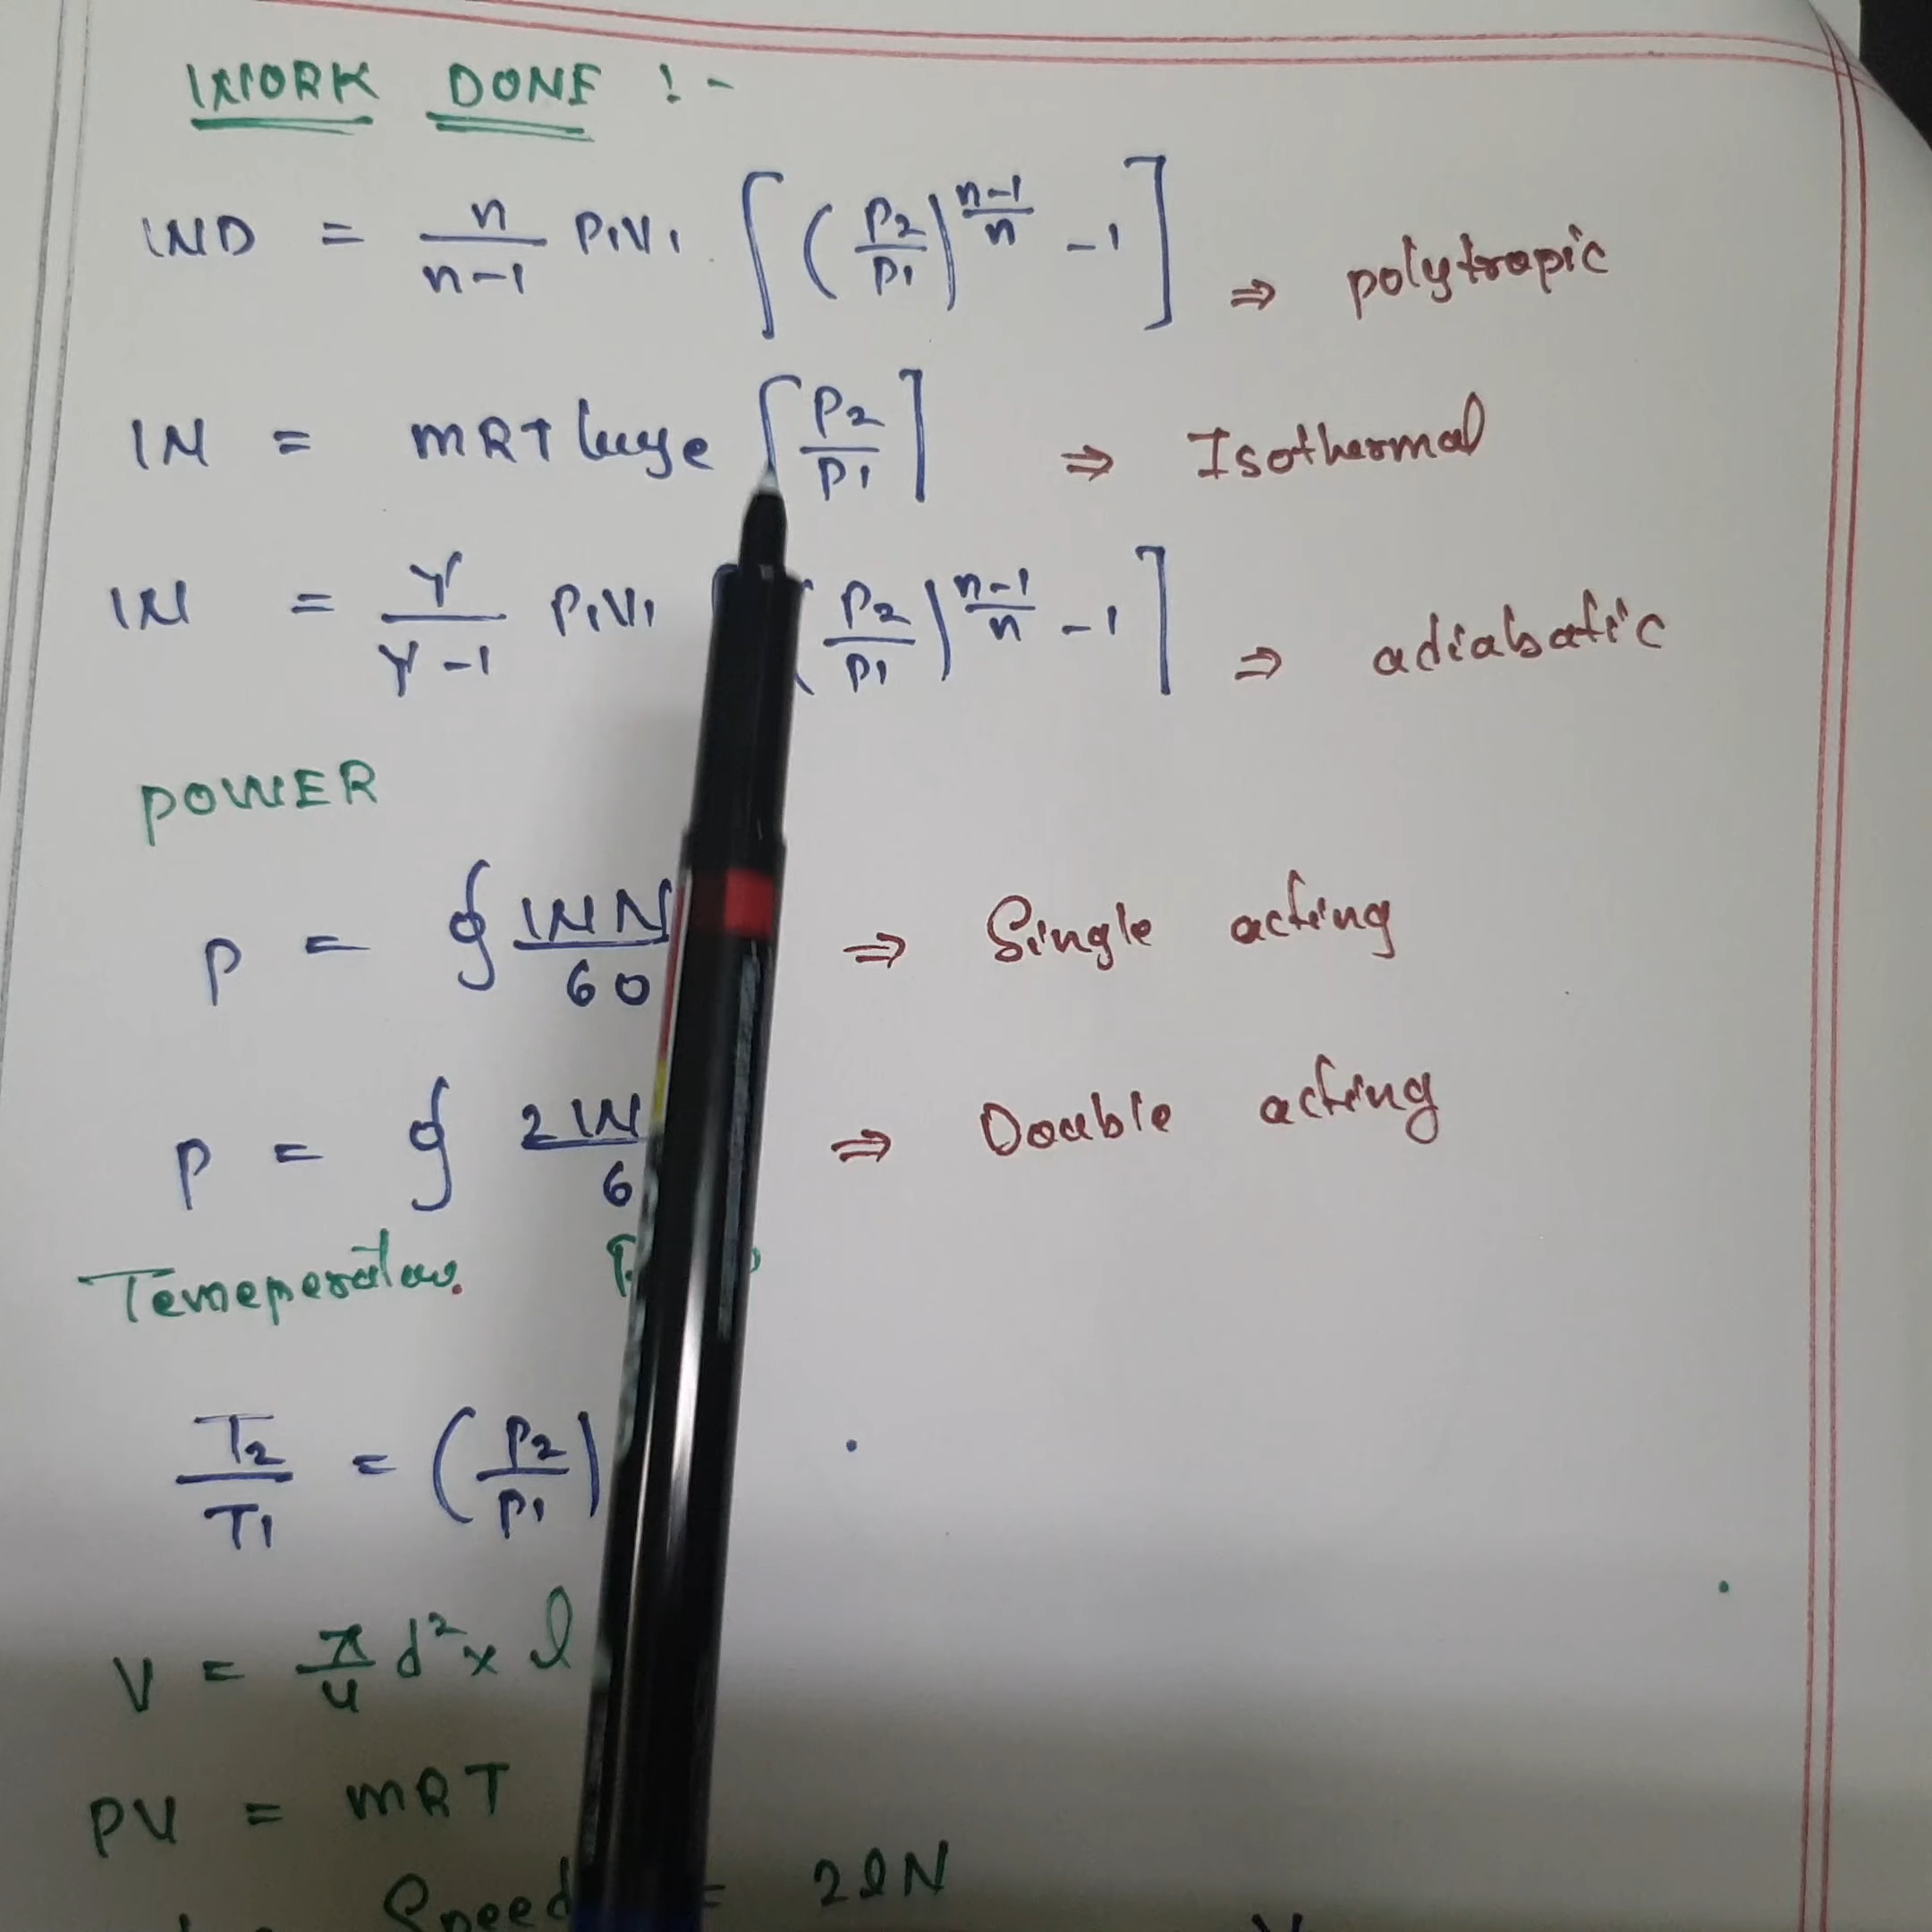 WORK DONE :-
WD = n/n-1 P1V1 [(P2/P1)^n-1/n - 1] ⇒ polytropic
W = mRT loge [P2/P1] ⇒ Isothermal
W = γ/γ-1 P1V1 (P2/P1)^n-1/n - 1] ⇒ adiabatic
POWER
P = ∮ WN/60 ⇒ Single acting
P = ∮ 2W/6 ⇒ Double acting
T2/T1 = (P2/P1)
V = π/4 d² x l
PV = mRT
Speed = 2lN